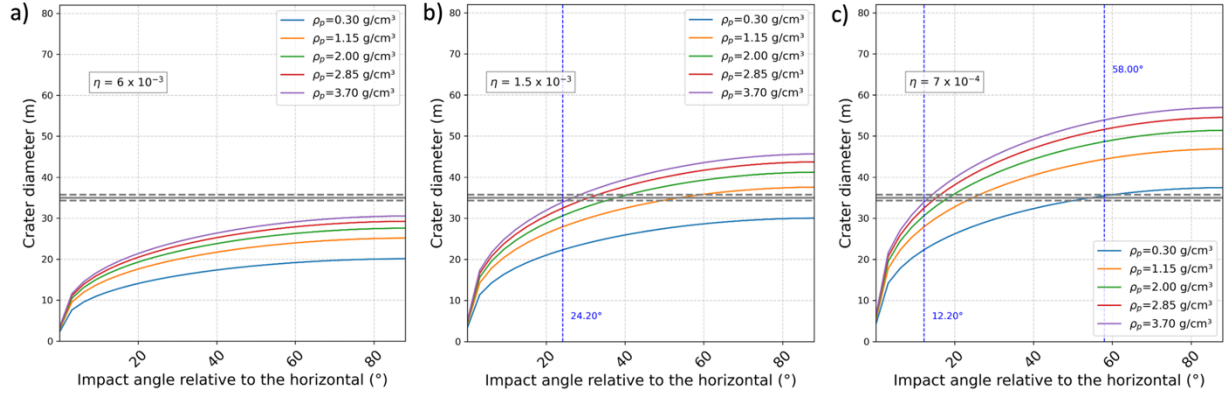 a)
80
70
60
50
40
30
20
10
0
Crater diameter (m)
η = 6 x 10⁻³
ρₚ=0.30 g/cm³
ρₚ=1.15 g/cm³
ρₚ=2.00 g/cm³
ρₚ=2.85 g/cm³
ρₚ=3.70 g/cm³
20
40
60
80
Impact angle relative to the horizontal (°)
b)
80
70
60
50
40
30
20
10
0
Crater diameter (m)
η = 1.5 x 10⁻³
ρₚ=0.30 g/cm³
ρₚ=1.15 g/cm³
ρₚ=2.00 g/cm³
ρₚ=2.85 g/cm³
ρₚ=3.70 g/cm³
24.20°
20
40
60
80
Impact angle relative to the horizontal (°)
c)
80
70
60
50
40
30
20
10
0
Crater diameter (m)
58.00°
η = 7 x 10⁻⁴
ρₚ=0.30 g/cm³
ρₚ=1.15 g/cm³
ρₚ=2.00 g/cm³
ρₚ=2.85 g/cm³
ρₚ=3.70 g/cm³
12.20°
20
40
60
80
Impact angle relative to the horizontal (°)